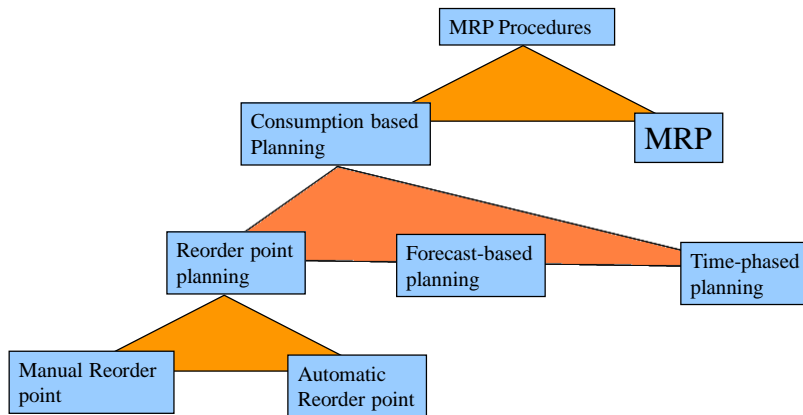 MRP Procedures
Consumption based
Planning
MRP
Reorder point
planning
Forecast-based
planning
Time-phased
planning
Manual Reorder
point
Automatic
Reorder point